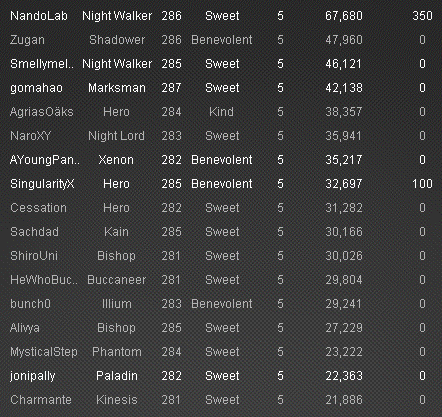 NandoLab Night Walker 286 Sweet 5 67,680 350
Zugan Shadower 286 Benevolent 5 47,960 0
Smellymel.. Night Walker 285 Sweet 5 46,121 0
gomahao Marksman 287 Sweet 5 42,138 0
AgriasOäks Hero 284 Kind 5 38,357 0
NaroXY Night Lord 283 Sweet 5 35,941 0
AYoungPan.. Xenon 282 Benevolent 5 35,217 0
SingularityX Hero 285 Benevolent 5 32,697 100
Cessation Hero 282 Sweet 5 31,282 0
Sachdad Kain 285 Sweet 5 30,166 0
ShiroUni Bishop 281 Sweet 5 30,026 0
HeWhoBuc.. Buccaneer 281 Sweet 5 29,804 0
bunch0 Illium 283 Benevolent 5 29,241 0
Alivya Bishop 285 Sweet 5 27,229 0
MysticalStep Phantom 284 Sweet 5 23,222 0
jonipally Paladin 282 Sweet 5 22,363 0
Charmante Kinesis 281 Sweet 5 21,886 0